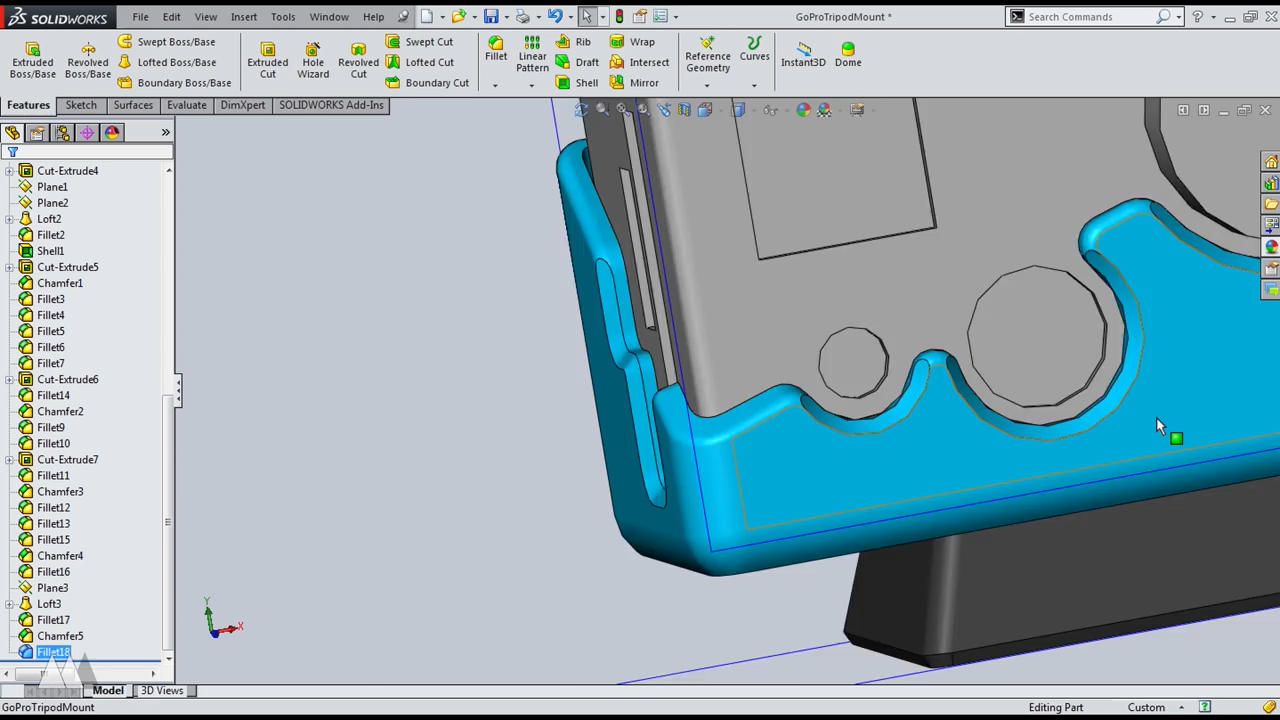 SOLIDWORKS File Edit View Insert Tools Window Help GoProTripodMount * Search Commands
Extruded Boss/Base Revolved Boss/Base Swept Boss/Base Lofted Boss/Base Boundary Boss/Base Extruded Cut Hole Wizard Revolved Cut Swept Cut Lofted Cut Boundary Cut Fillet Linear Pattern Rib Draft Shell Wrap Intersect Mirror Reference Geometry Curves Instant3D Dome
Features Sketch Surfaces Evaluate DimXpert SOLIDWORKS Add-Ins
Cut-Extrude4
Plane1
Plane2
Loft2
Fillet2
Shell1
Cut-Extrude5
Chamfer1
Fillet3
Fillet4
Fillet5
Fillet6
Fillet7
Cut-Extrude6
Fillet14
Chamfer2
Fillet9
Fillet10
Cut-Extrude7
Fillet11
Chamfer3
Fillet12
Fillet13
Fillet15
Chamfer4
Fillet16
Plane3
Loft3
Fillet17
Chamfer5
Fillet18
Y
X
Model 3D Views
GoProTripodMount Editing Part Custom